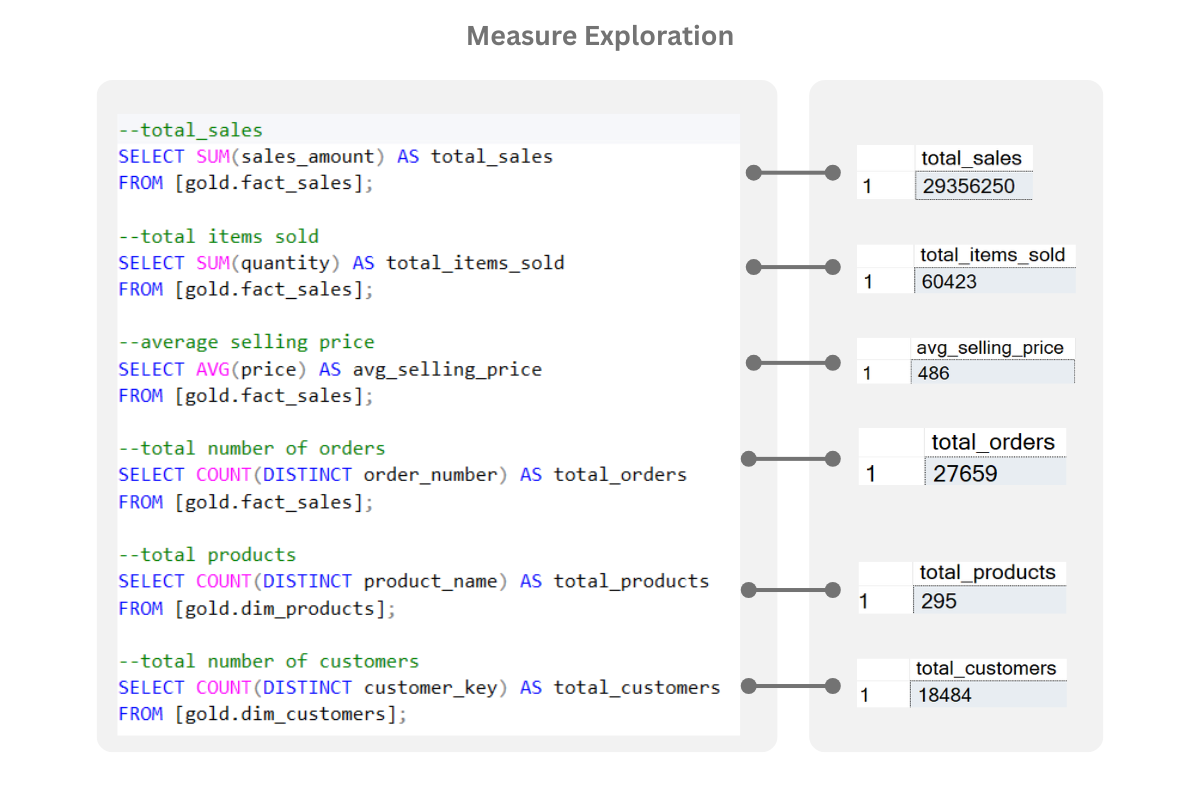 Measure Exploration
--total_sales
SELECT SUM(sales_amount) AS total_sales
FROM [gold.fact_sales];
--total items sold
SELECT SUM(quantity) AS total_items_sold
FROM [gold.fact_sales];
--average selling price
SELECT AVG(price) AS avg_selling_price
FROM [gold.fact_sales];
--total number of orders
SELECT COUNT(DISTINCT order_number) AS total_orders
FROM [gold.fact_sales];
--total products
SELECT COUNT(DISTINCT product_name) AS total_products
FROM [gold.dim_products];
--total number of customers
SELECT COUNT(DISTINCT customer_key) AS total_customers
FROM [gold.dim_customers];
total_sales
1 29356250
total_items_sold
1 60423
avg_selling_price
1 486
total_orders
1 27659
total_products
1 295
total_customers
1 18484